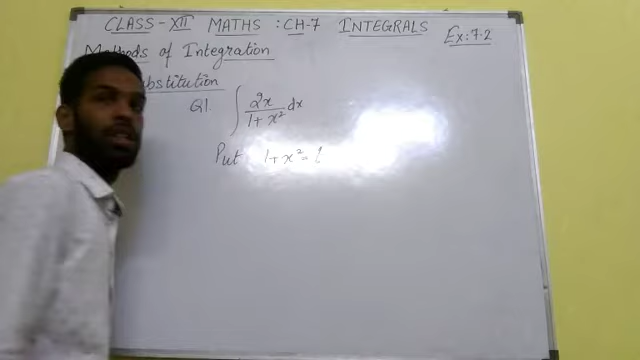 CLASS-XII MATHS : CH-7 INTEGRALS Ex: 7.2
Methods of Integration
bstitution
Q1. ∫ 2x/(1+x²) dx
Put 1+x² =